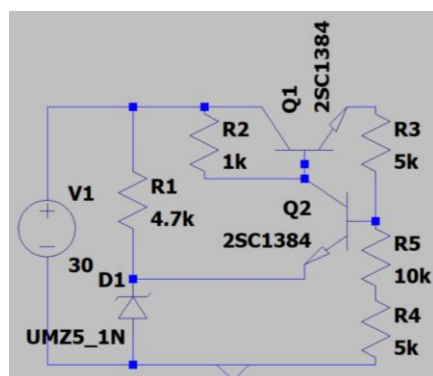 Q1
2SC1384
R2
1k
R3
5k
V1
R1
4.7k
Q2
2SC1384
R5
10k
30
D1
R4
5k
UMZ5_1N